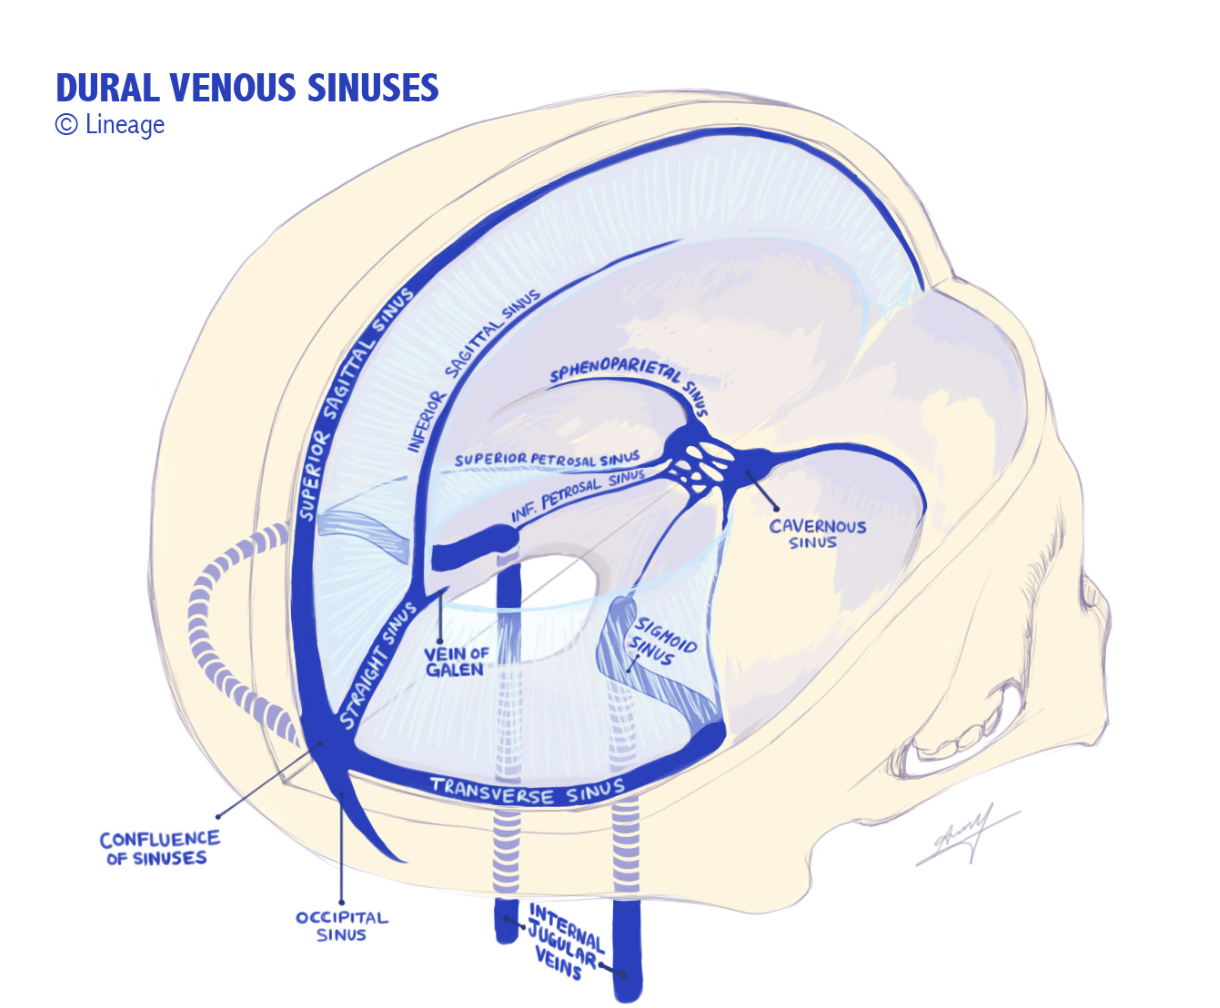 DURAL VENOUS SINUSES
© Lineage
SUPERIOR SAGITTAL SINUS
INFERIOR SAGITTAL SINUS
SPHENOPARIETAL SINUS
SUPERIOR PETROSAL SINUS
INF. PETROSAL SINUS
CAVERNOUS
SINUS
SIGMOID
SINUS
VEIN OF
GALEN
STRAIGHT SINUS
TRANSVERSE SINUS
CONFLUENCE
OF SINUSES
OCCIPITAL
SINUS
INTERNAL
JUGULAR
VEINS